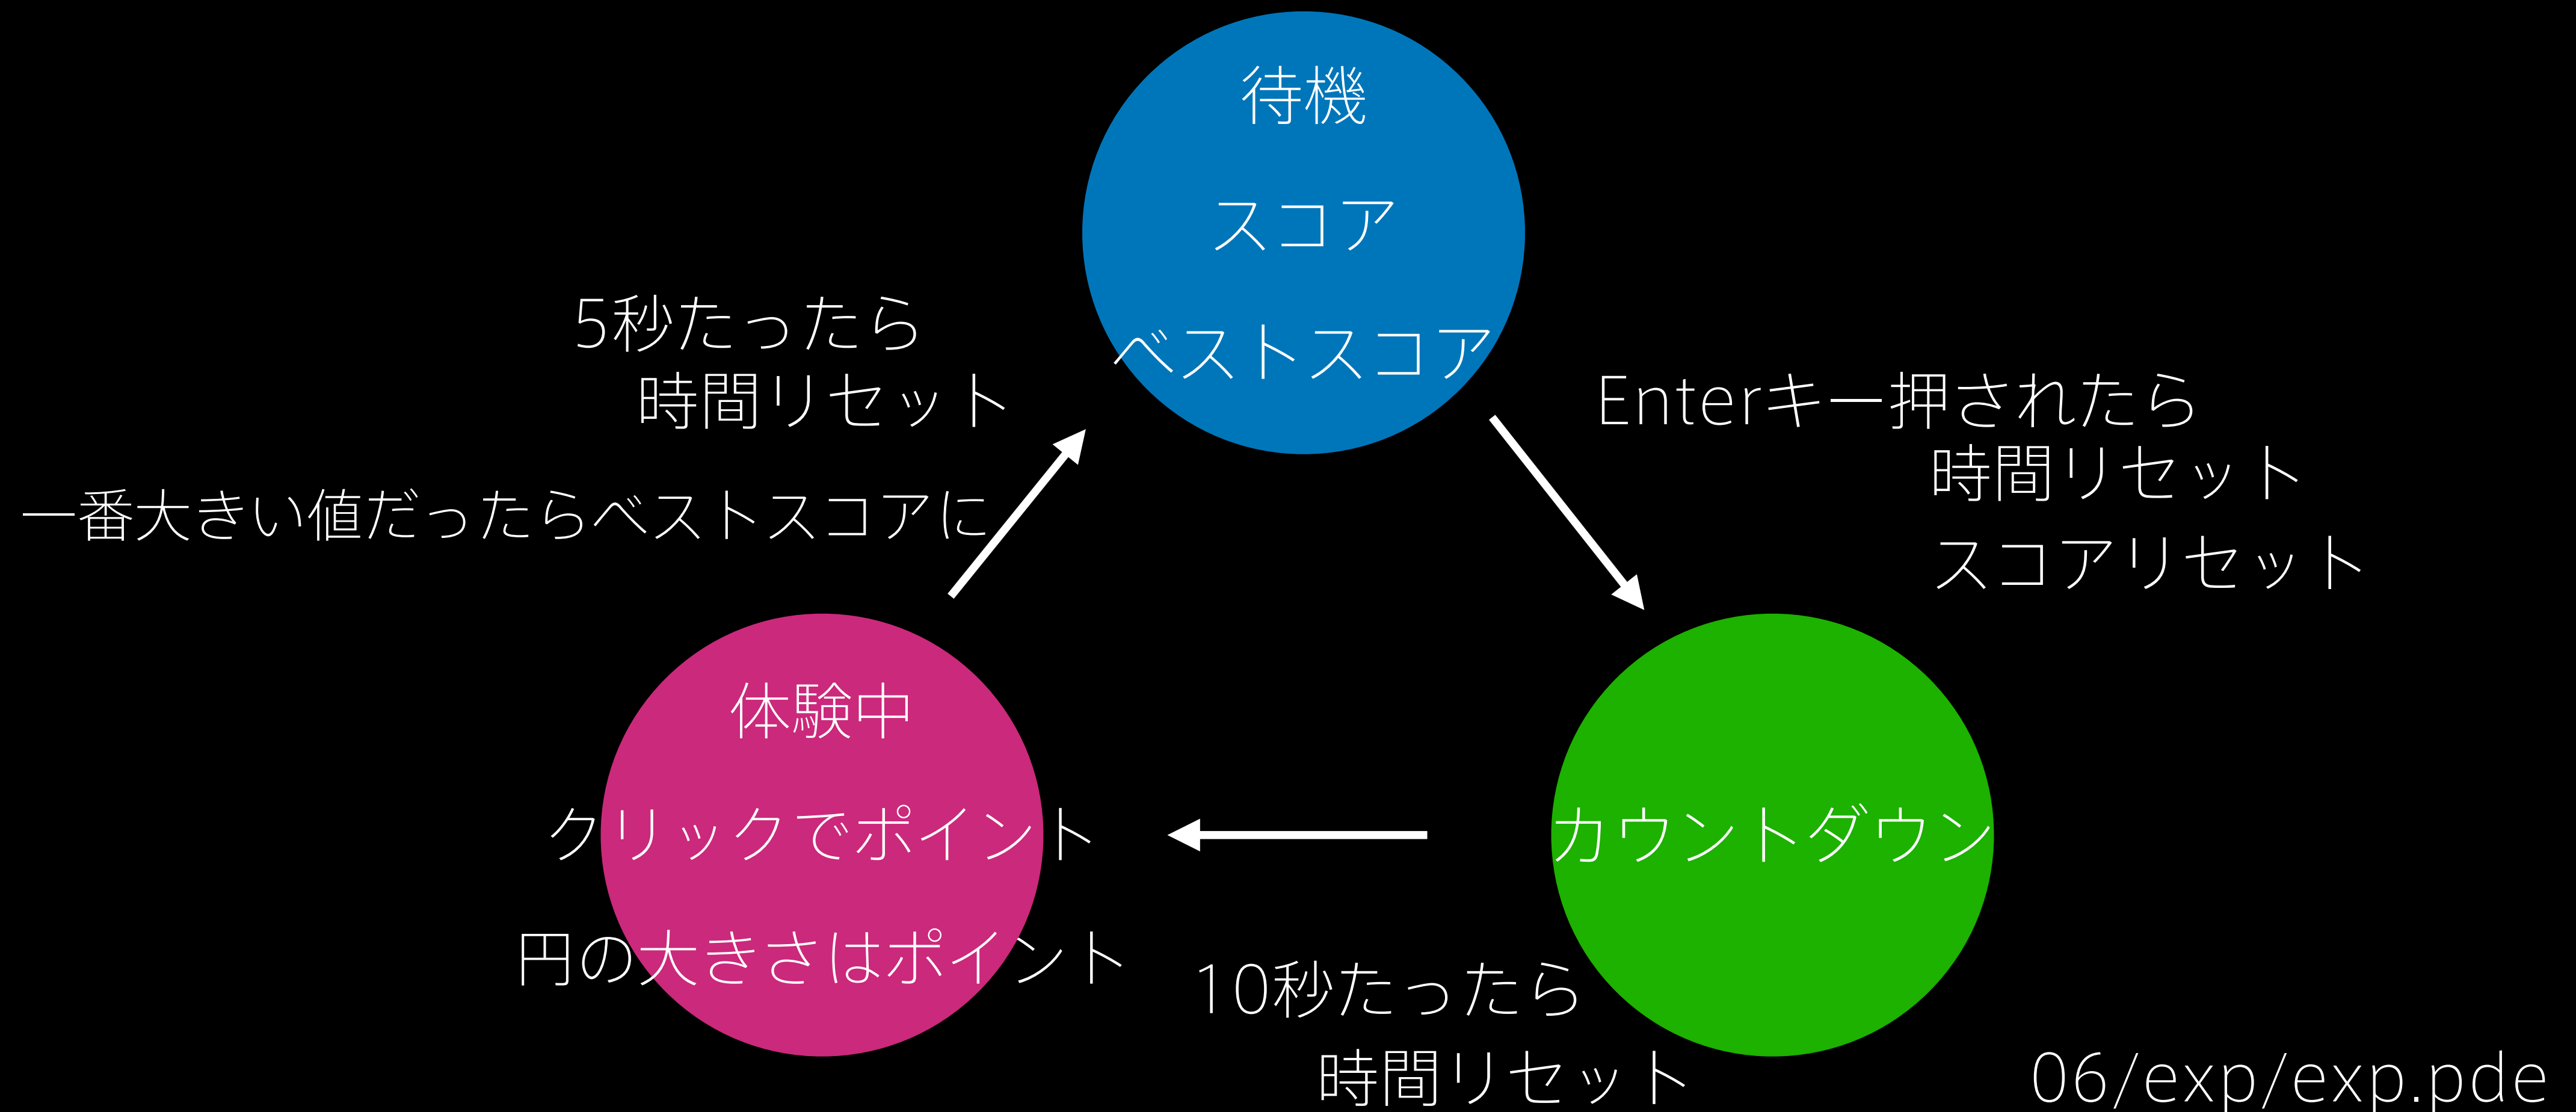 待機
スコア
ベストスコア
5秒たったら
時間リセット
一番大きい値だったらベストスコアに
Enterキー押されたら
時間リセット
スコアリセット
体験中
クリックでポイント
円の大きさはポイント
カウントダウン
10秒たったら
時間リセット
06/exp/exp.pde